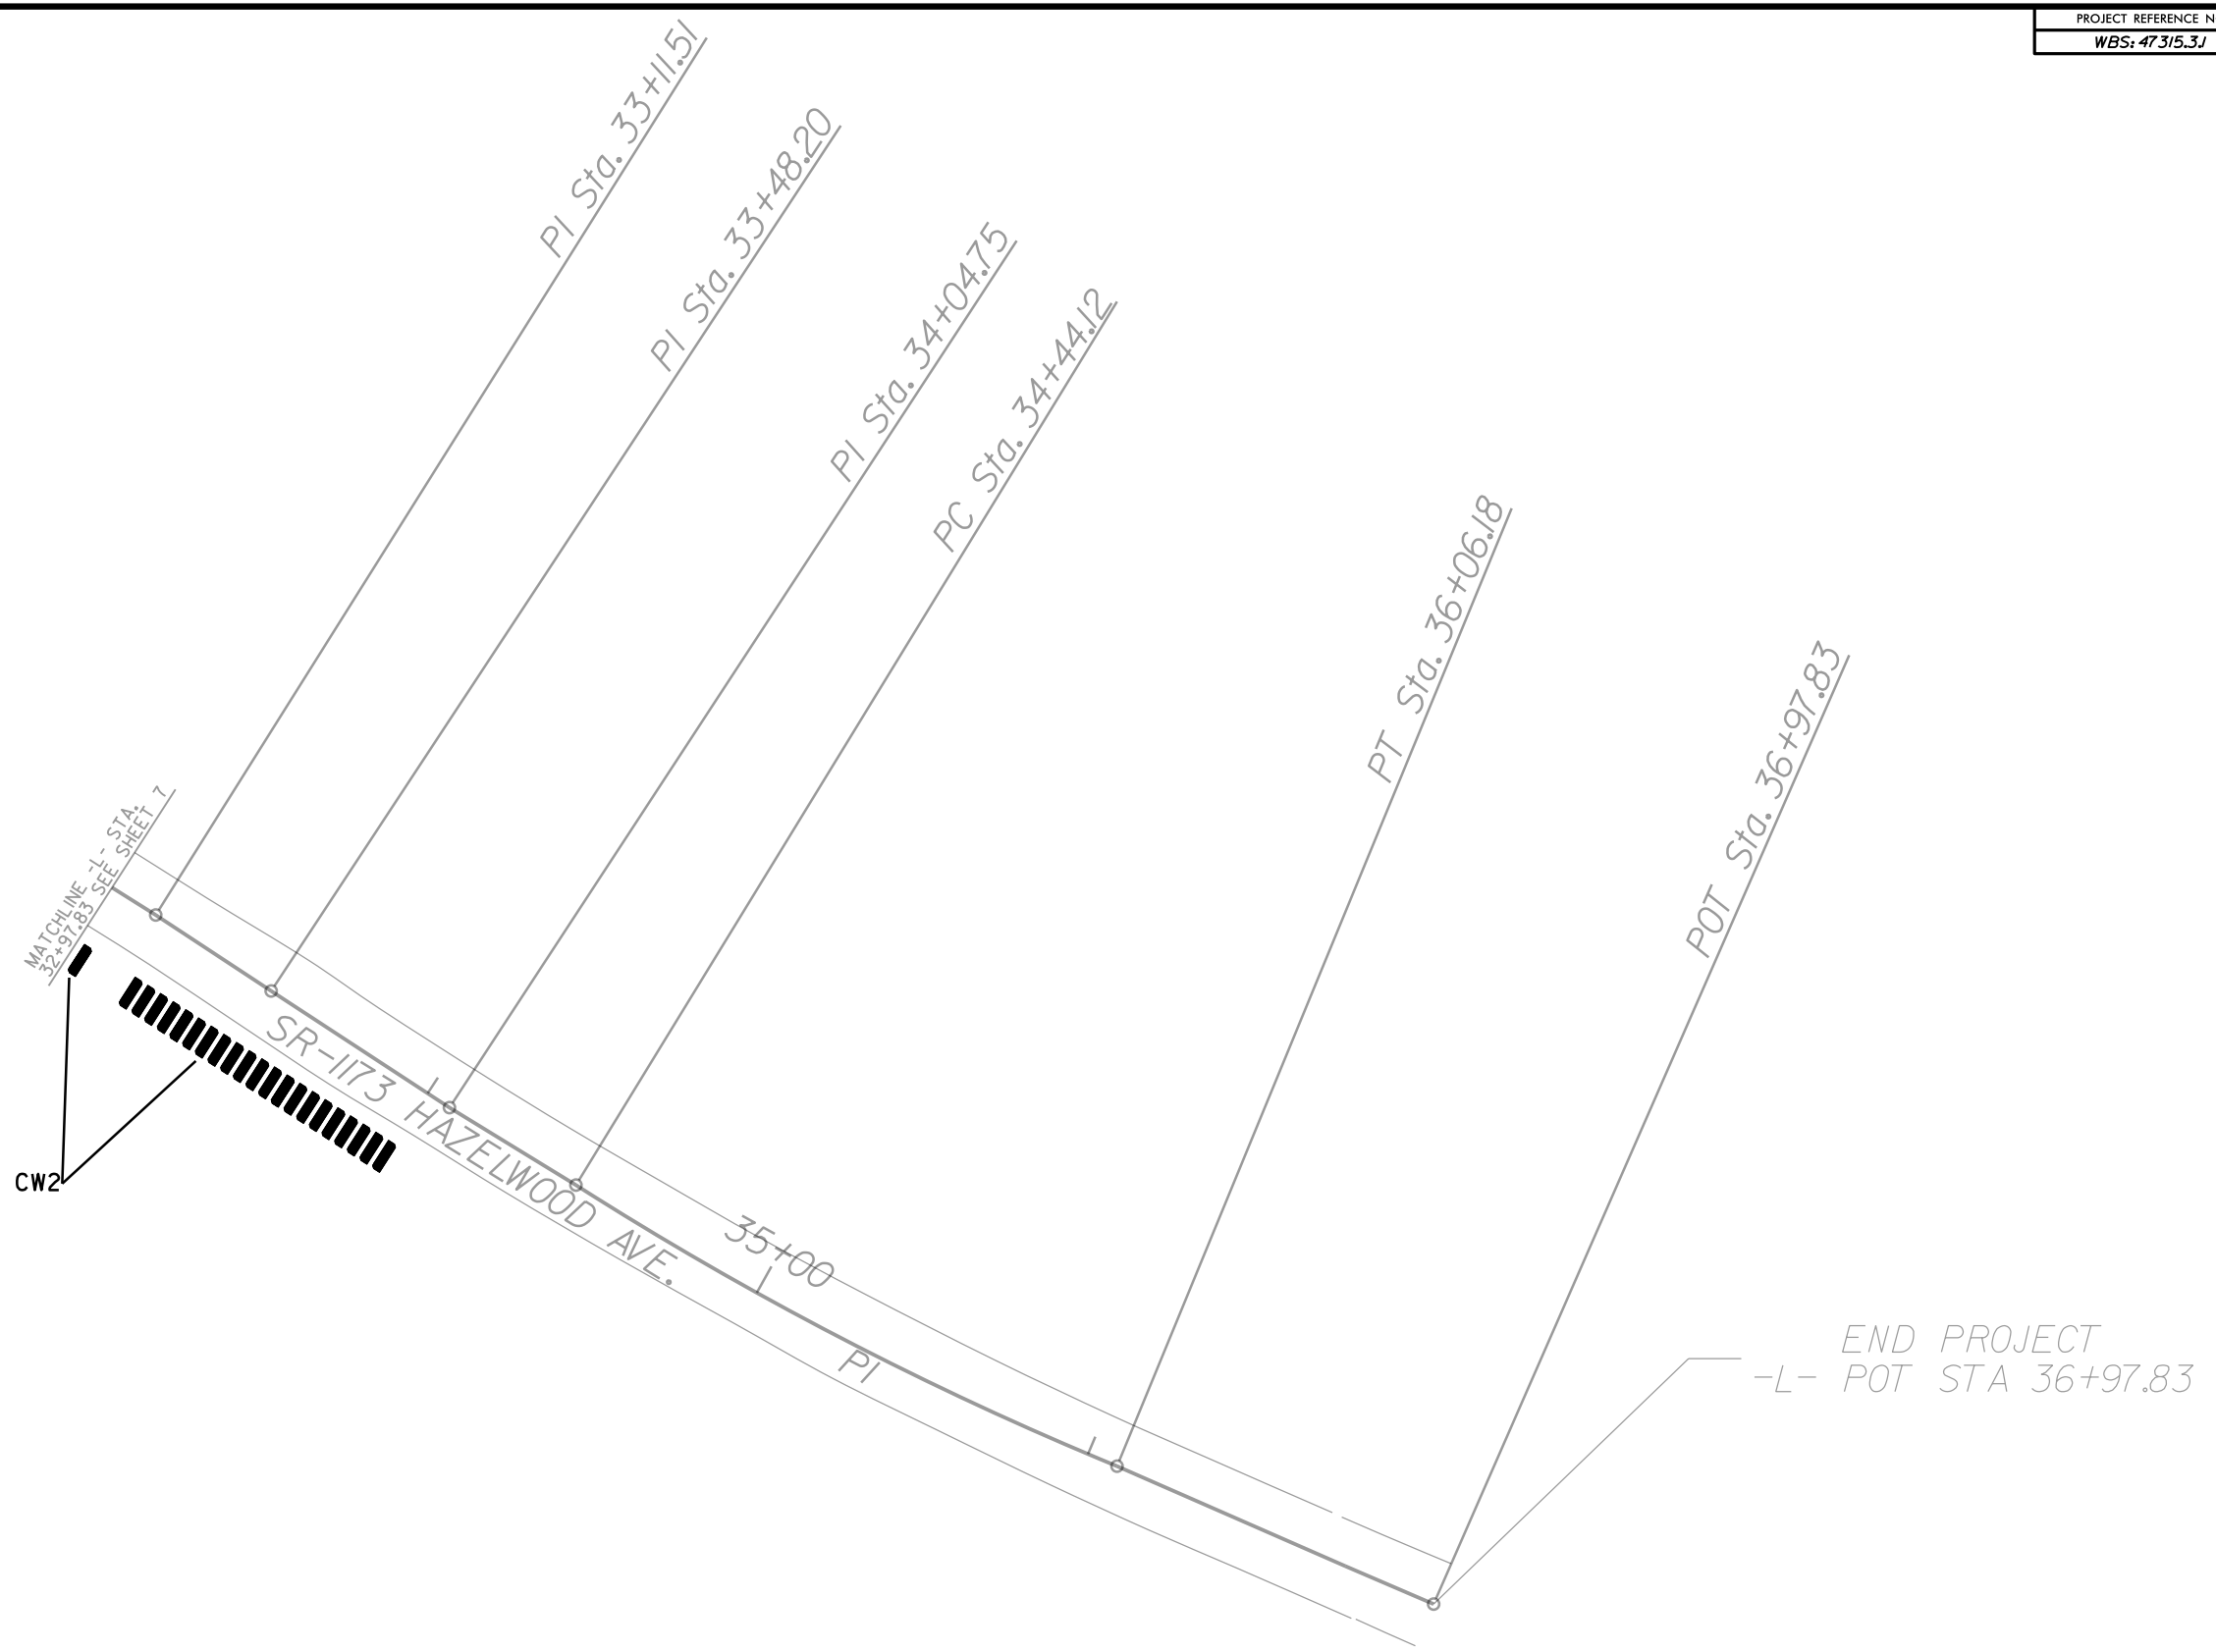 PROJECT REFERENCE N
WBS: 47315.3.1
PI Sta. 33+11.51
PI Sta. 33+48.20
PI Sta. 34+04.75
PC Sta. 34+44.12
PT Sta. 36+06.18
POT Sta. 36+97.83
MATCHLINE -L- STA.
32+97.83 SEE SHEET 7
SR-1173 HAZELWOOD AVE.
CW2
35+00
PI
END PROJECT
-L- POT STA 36+97.83